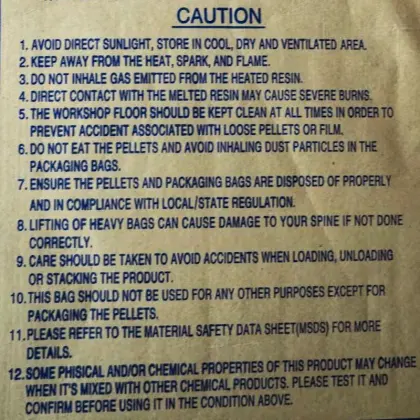 CAUTION
1. AVOID DIRECT SUNLIGHT, STORE IN COOL, DRY AND VENTILATED AREA.
2. KEEP AWAY FROM THE HEAT, SPARK, AND FLAME.
3. DO NOT INHALE GAS EMITTED FROM THE HEATED RESIN.
4. DIRECT CONTACT WITH THE MELTED RESIN MAY CAUSE SEVERE BURNS.
5. THE WORKSHOP FLOOR SHOULD BE KEPT CLEAN AT ALL TIMES IN ORDER TO
PREVENT ACCIDENT ASSOCIATED WITH LOOSE PELLETS OR FILM.
6. DO NOT EAT THE PELLETS AND AVOID INHALING DUST PARTICLES IN THE
PACKAGING BAGS.
7. ENSURE THE PELLETS AND PACKAGING BAGS ARE DISPOSED OF PROPERLY
AND IN COMPLIANCE WITH LOCAL/STATE REGULATION.
8. LIFTING OF HEAVY BAGS CAN CAUSE DAMAGE TO YOUR SPINE IF NOT DONE
CORRECTLY.
9. CARE SHOULD BE TAKEN TO AVOID ACCIDENTS WHEN LOADING, UNLOADING
OR STACKING THE PRODUCT.
10. THIS BAG SHOULD NOT BE USED FOR ANY OTHER PURPOSES EXCEPT FOR
PACKAGING THE PELLETS.
11. PLEASE REFER TO THE MATERIAL SAFETY DATA SHEET(MSDS) FOR MORE
DETAILS.
12. SOME PHISICAL AND/OR CHEMICAL PROPERTIES OF THIS PRODUCT MAY CHANGE
WHEN IT'S MIXED WITH OTHER CHEMICAL PRODUCTS. PLEASE TEST IT AND
CONFIRM BEFORE USING IT IN THE CONDITION ABOVE.